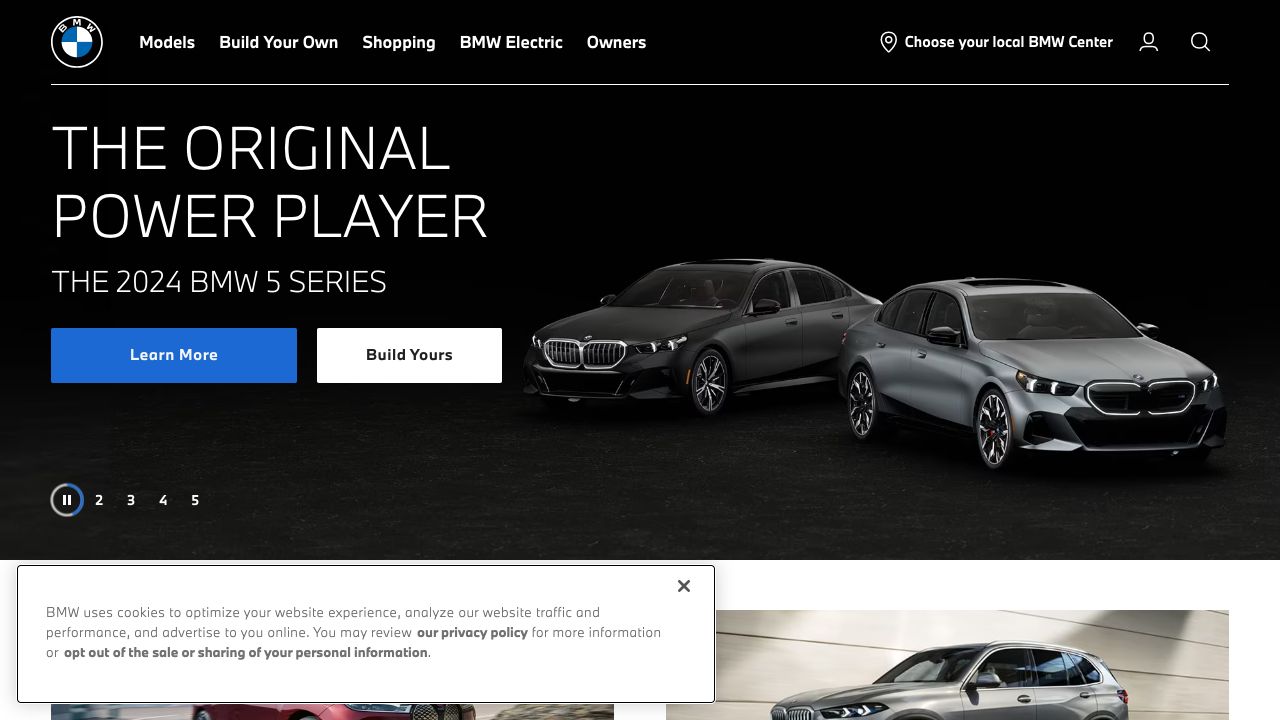 BMW
Models
Build Your Own
Shopping
BMW Electric
Owners
Choose your local BMW Center
THE ORIGINAL
POWER PLAYER
THE 2024 BMW 5 SERIES
Learn More
Build Yours
2
3
4
5
BMW uses cookies to optimize your website experience, analyze our website traffic and
performance, and advertise to you online. You may review our privacy policy for more information
or opt out of the sale or sharing of your personal information.